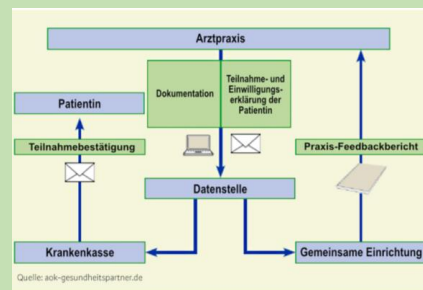 Arztpraxis
Dokumentation
Teilnahme- und
Einwilligungs-
erklärung der
Patientin
Patientin
Teilnahmebestätigung
Praxis-Feedbackbericht
Datenstelle
Krankenkasse
Gemeinsame Einrichtung
Quelle: aok-gesundheitspartner.de